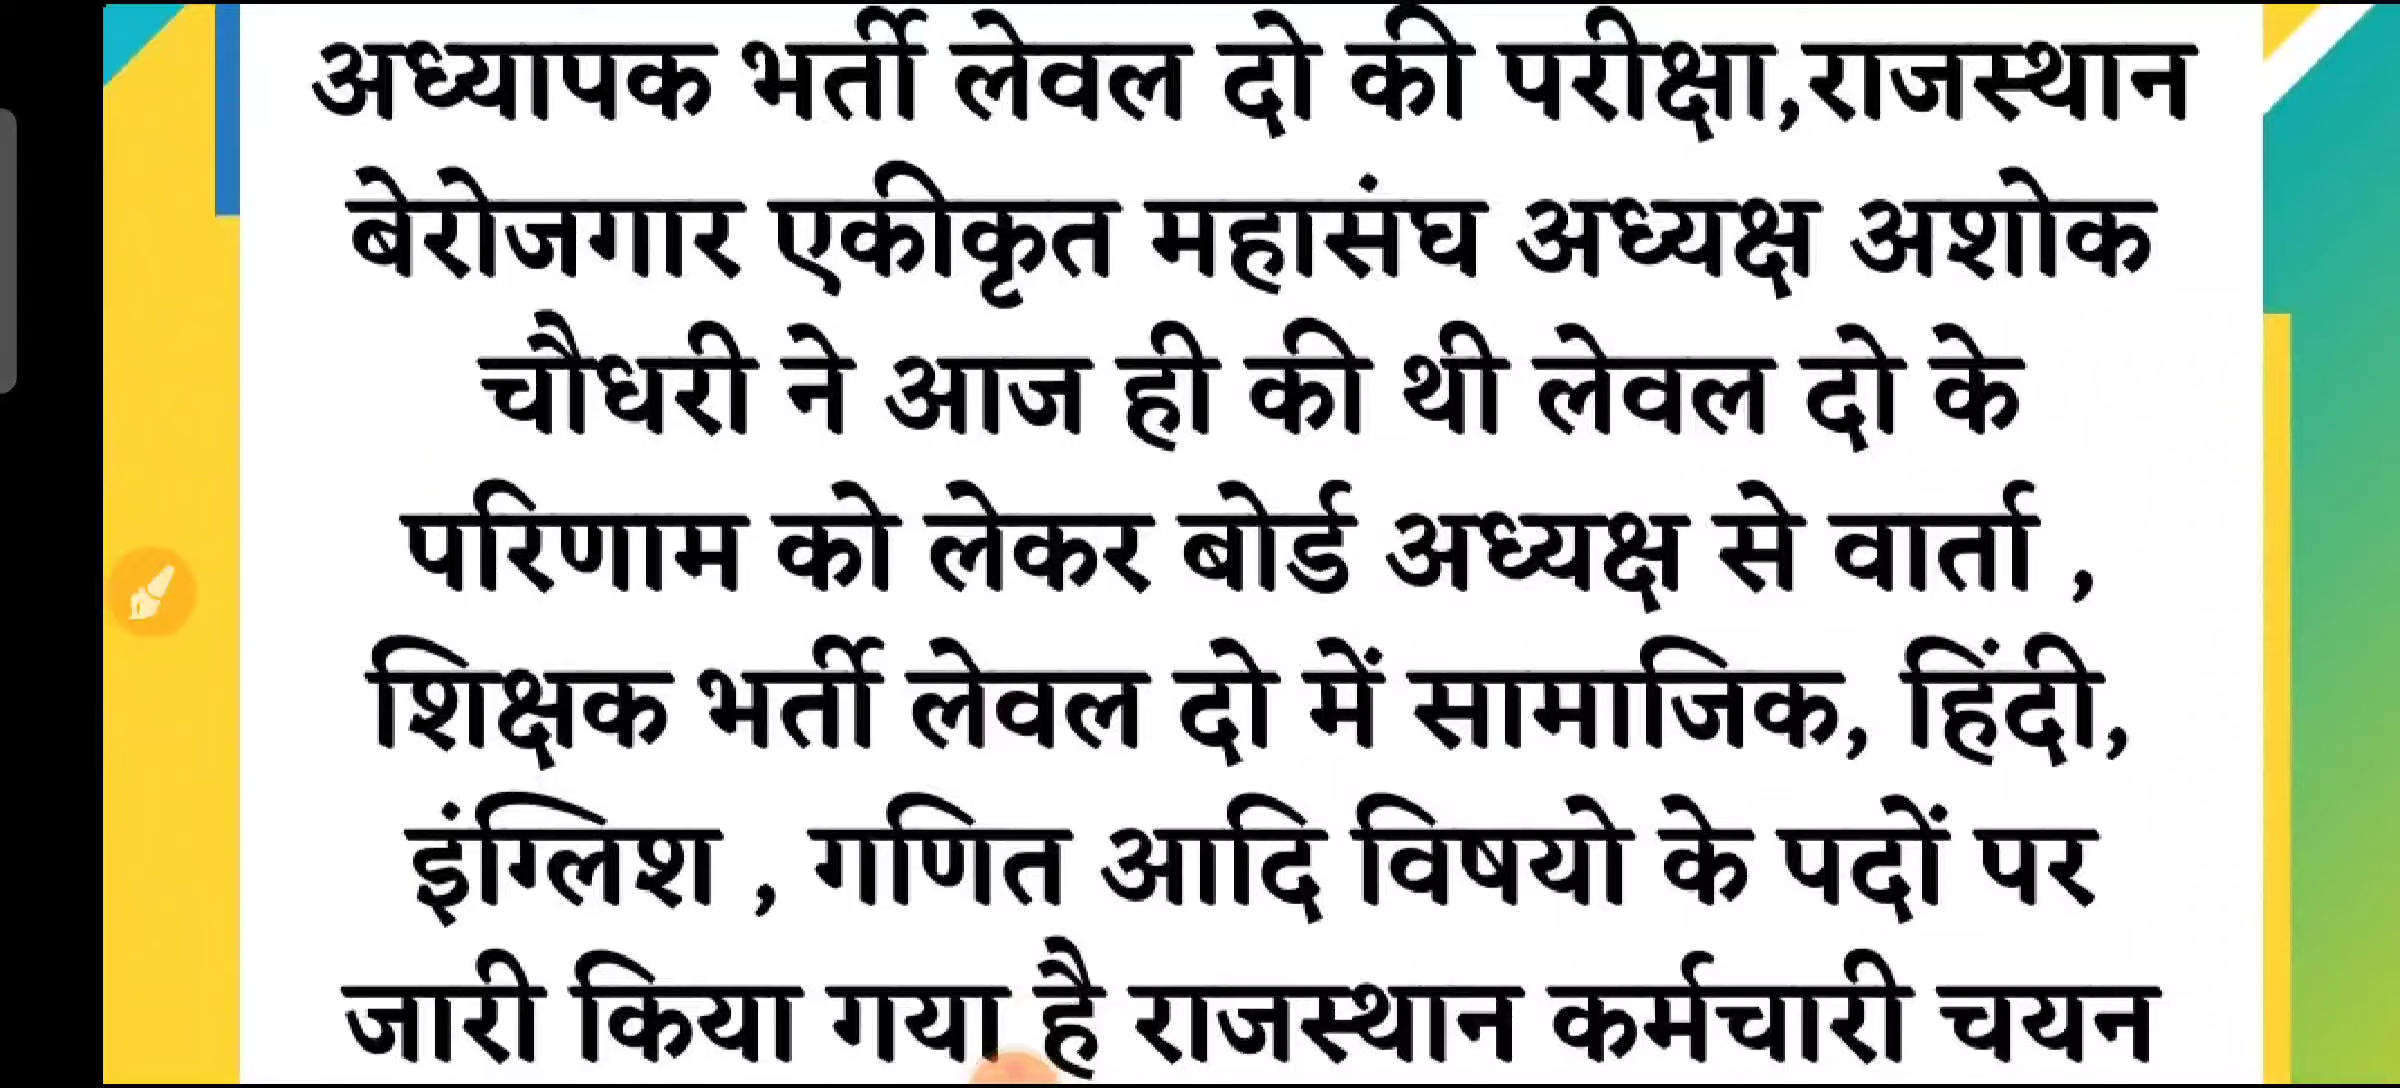 अध्यापक भर्ती लेवल दो की परीक्षा,राजस्थान
बेरोजगार एकीकृत महासंघ अध्यक्ष अशोक
चौधरी ने आज ही की थी लेवल दो के
परिणाम को लेकर बोर्ड अध्यक्ष से वार्ता ,
शिक्षक भर्ती लेवल दो में सामाजिक, हिंदी,
इंग्लिश , गणित आदि विषयो के पदों पर
जारी किया गया है राजस्थान कर्मचारी चयन